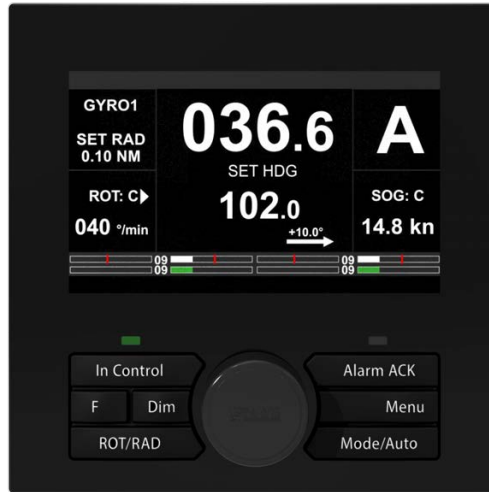 GYRO1
SET RAD
0.10 NM
ROT: C
040 °/min
036.6
SET HDG
102.0
+10.0°
A
SOG: C
14.8 kn
09
09
09
09
In Control
F
Dim
ROT/RAD
Alarm ACK
Menu
Mode/Auto